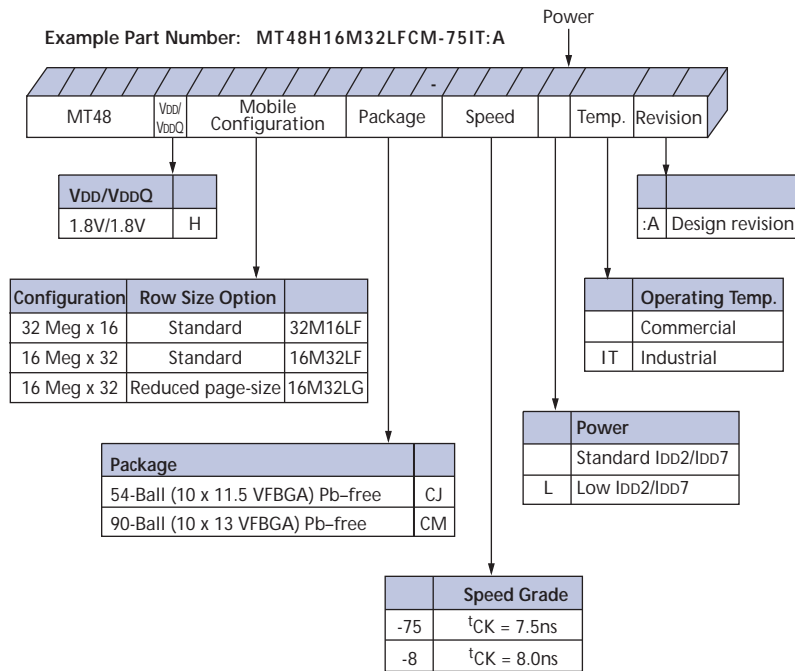 Power
Example Part Number: MT48H16M32LFCM-75IT:A
-
MT48 VDD/VDDQ Mobile Configuration Package Speed Temp. Revision
VDD/VDDQ
1.8V/1.8V H
:A Design revision
Configuration Row Size Option
32 Meg x 16 Standard 32M16LF
16 Meg x 32 Standard 16M32LF
16 Meg x 32 Reduced page-size 16M32LG
Operating Temp.
Commercial
IT Industrial
Power
Standard IDD2/IDD7
L Low IDD2/IDD7
Package
54-Ball (10 x 11.5 VFBGA) Pb–free CJ
90-Ball (10 x 13 VFBGA) Pb–free CM
Speed Grade
-75 tCK = 7.5ns
-8 tCK = 8.0ns